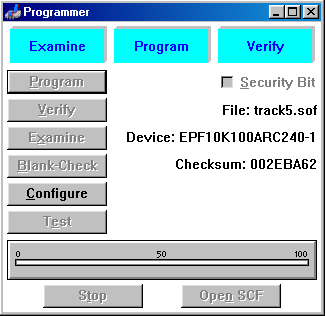 Programmer
Examine Program Verify
Program
Security Bit
Verify
File: track5.sof
Examine
Device: EPF10K100ARC240-1
Blank-Check
Checksum: 002EBA62
Configure
Test
0 50 100
Stop Open SCF